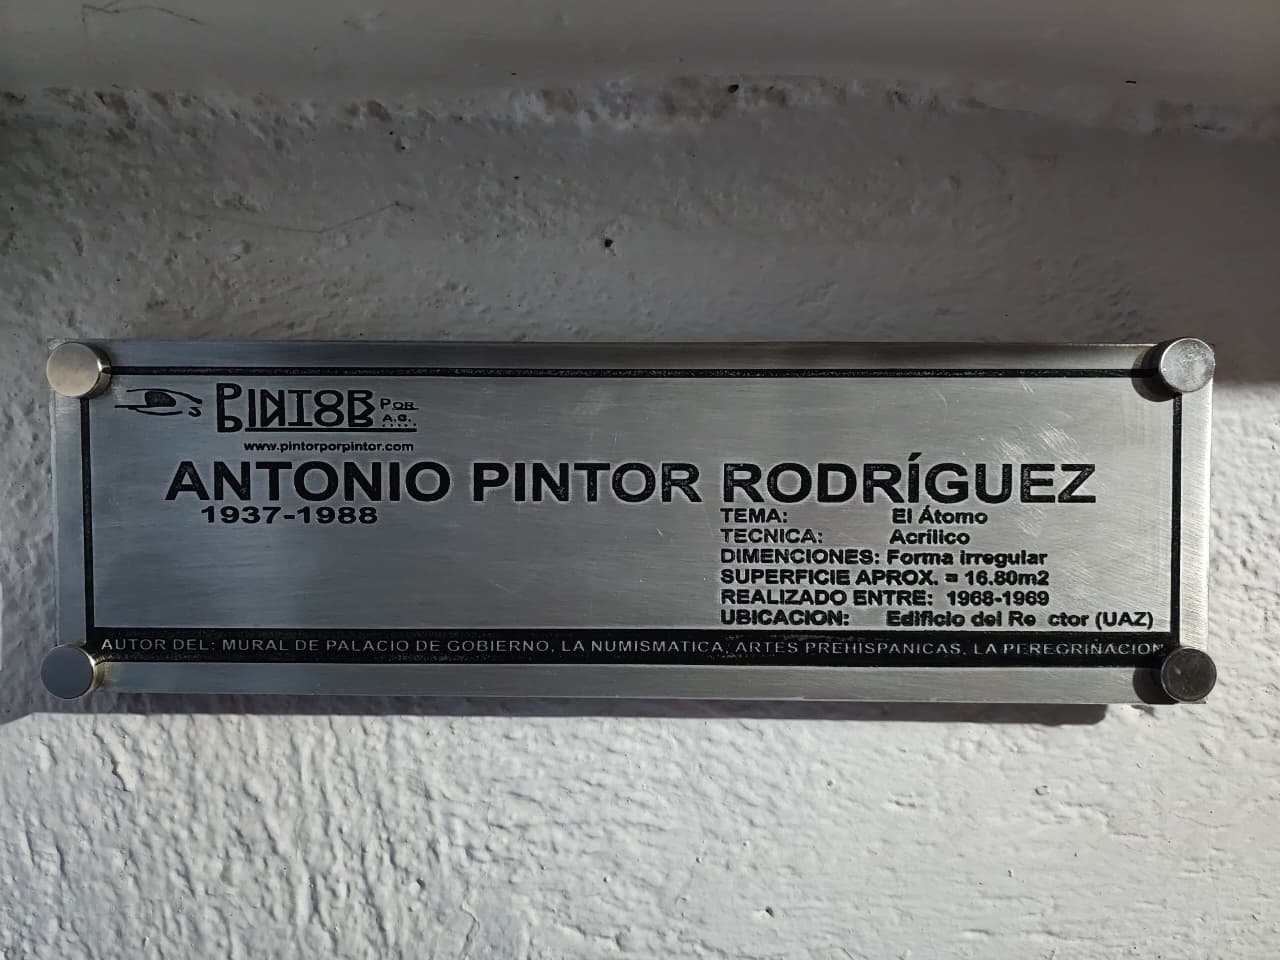 PINTOR POR
A.C.
www.pintorporpintor.com
ANTONIO PINTOR RODRÍGUEZ
1937-1988
TEMA: El Átomo
TECNICA: Acrílico
DIMENCIONES: Forma irregular
SUPERFICIE APROX. = 16.80m2
REALIZADO ENTRE: 1968-1969
UBICACION: Edificio del Re ctor (UAZ)
AUTOR DEL: MURAL DE PALACIO DE GOBIERNO, LA NUMISMATICA, ARTES PREHISPANICAS, LA PEREGRINACION